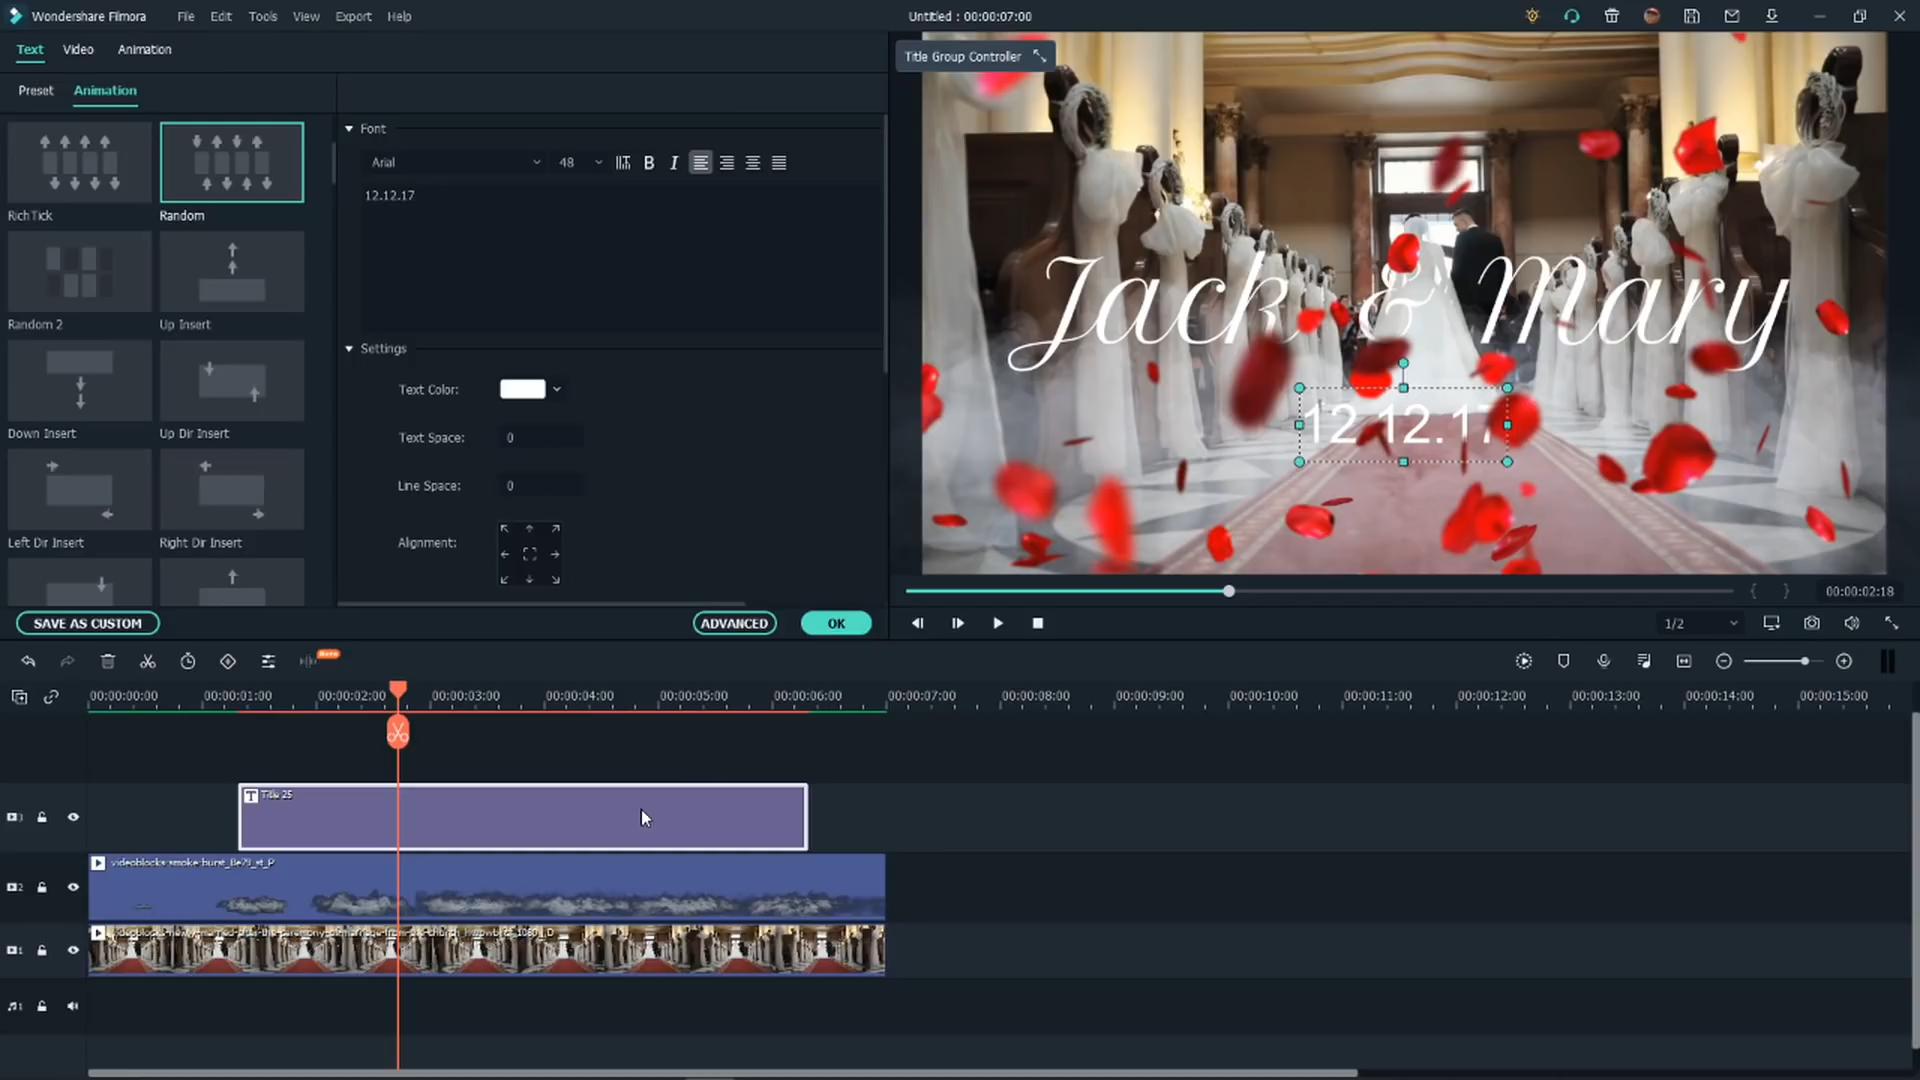 Wondershare Filmora
File
Edit
Tools
View
Export
Help
Untitled : 00:00:07:00
Text
Video
Animation
Title Group Controller
Preset
Animation
Font
Arial
48
B
I
12.12.17
RichTick
Random
Random 2
Up Insert
Settings
Text Color:
Text Space:
0
Down Insert
Up Dir Insert
Line Space:
0
Left Dir Insert
Right Dir Insert
Alignment:
Jack & Mary
12.12.17
00:00:02:18
SAVE AS CUSTOM
ADVANCED
OK
1/2
00:00:00:00
00:00:01:00
00:00:02:00
00:00:03:00
00:00:04:00
00:00:05:00
00:00:06:00
00:00:07:00
00:00:08:00
00:00:09:00
00:00:10:00
00:00:11:00
00:00:12:00
00:00:13:00
00:00:14:00
00:00:15:00
T
Title 25
3
2
1
1